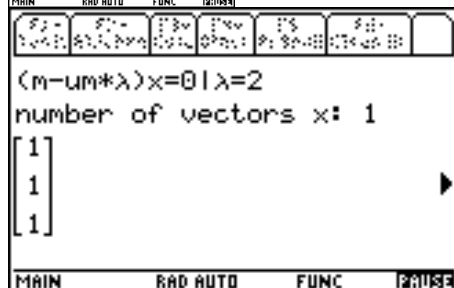 MAIN RAD AUTO FUNC PAUSE
(m-um*λ)x=0|λ=2
number of vectors x: 1
[1]
[1]
[1]
MAIN RAD AUTO FUNC PAUSE